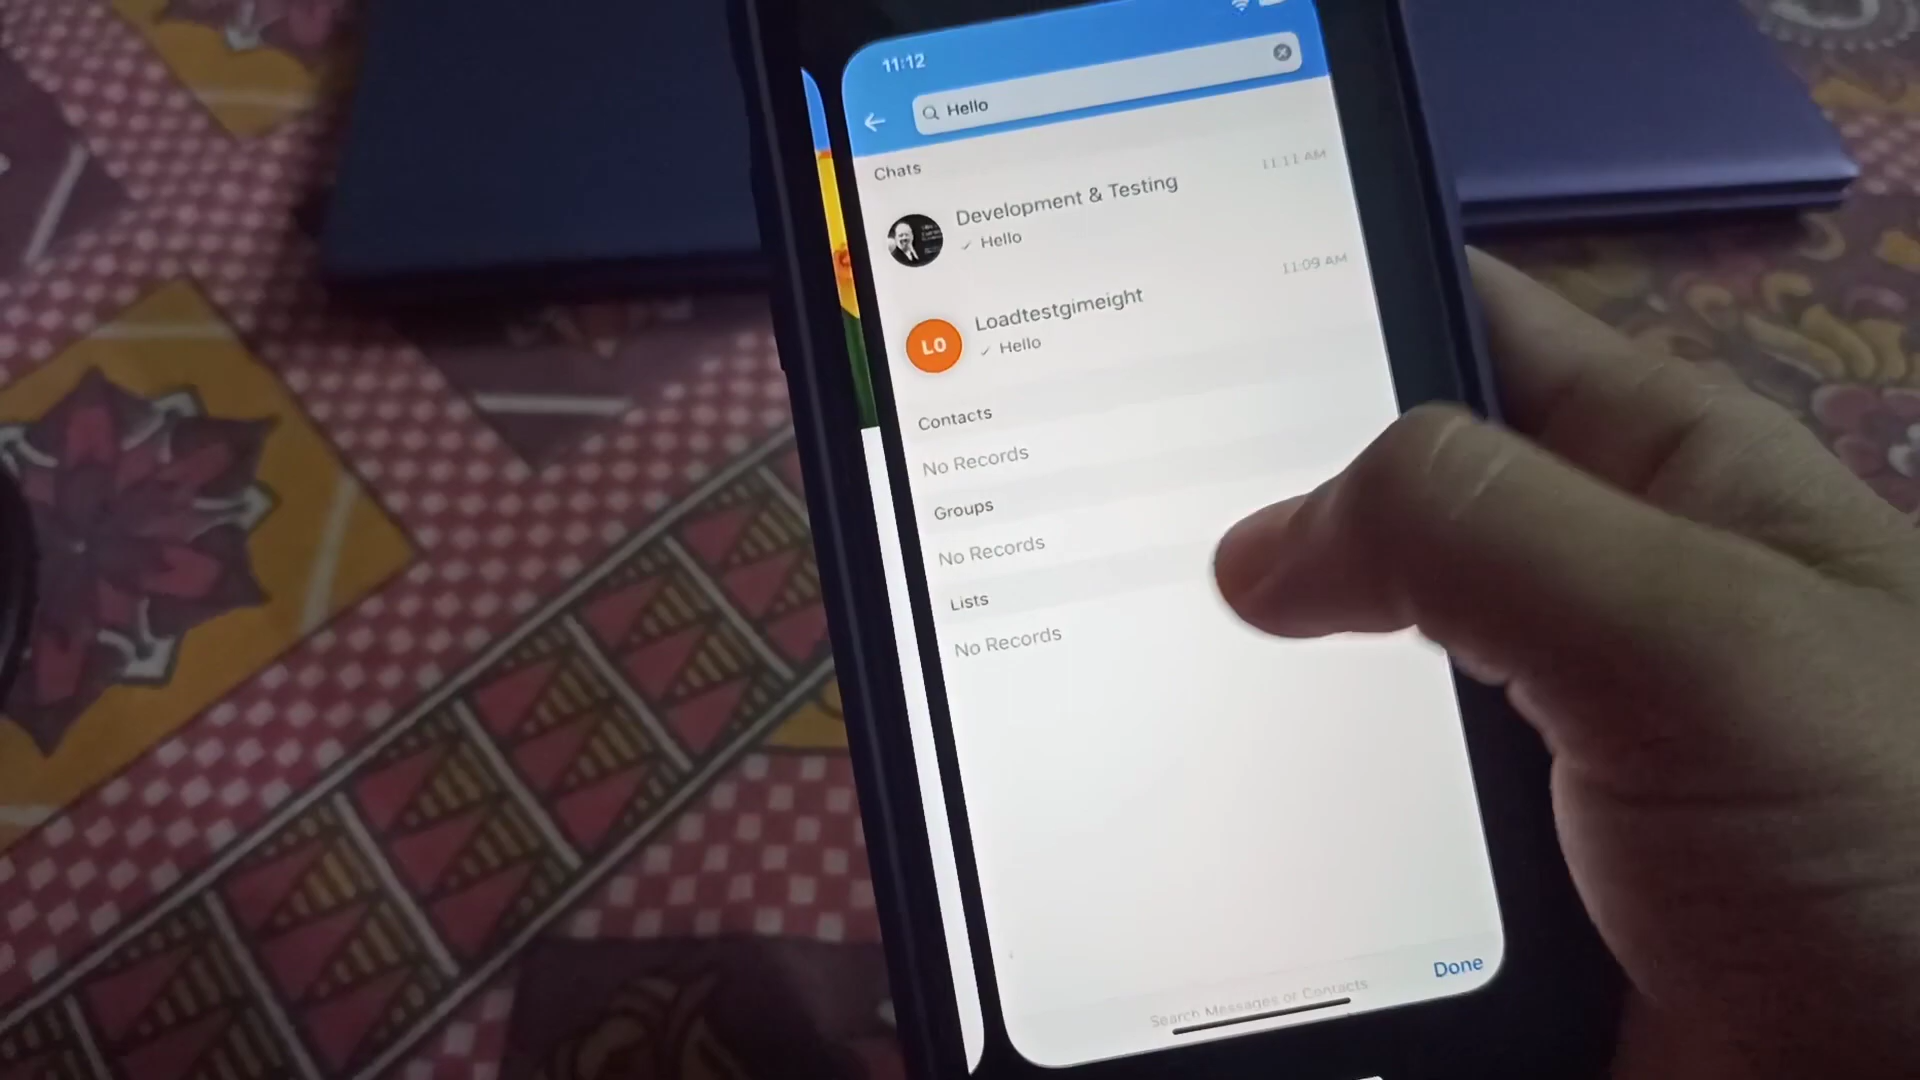 11:12
Hello
Chats
Development & Testing
11:11 AM
✓ Hello
LO
Loadtestgimeight
11:09 AM
✓ Hello
Contacts
No Records
Groups
No Records
Lists
No Records
Done
Search Messages or Contacts